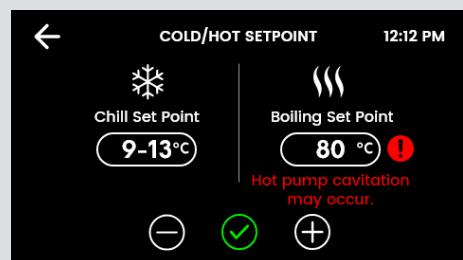 COLD/HOT SETPOINT
12:12 PM
Chill Set Point
Boiling Set Point
9-13°C
80 °C
Hot pump cavitation
may occur.